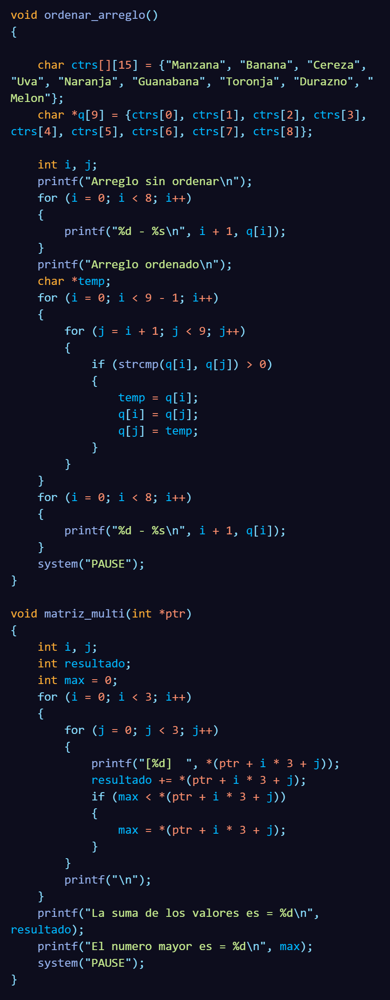 void ordenar_arreglo()
{

    char ctrs[][15] = {"Manzana", "Banana", "Cereza",
"Uva", "Naranja", "Guanabana", "Toronja", "Durazno", "
Melon"};
    char *q[9] = {ctrs[0], ctrs[1], ctrs[2], ctrs[3],
ctrs[4], ctrs[5], ctrs[6], ctrs[7], ctrs[8]};

    int i, j;
    printf("Arreglo sin ordenar\n");
    for (i = 0; i < 8; i++)
    {
        printf("%d - %s\n", i + 1, q[i]);
    }
    printf("Arreglo ordenado\n");
    char *temp;
    for (i = 0; i < 9 - 1; i++)
    {
        for (j = i + 1; j < 9; j++)
        {
            if (strcmp(q[i], q[j]) > 0)
            {
                temp = q[i];
                q[i] = q[j];
                q[j] = temp;
            }
        }
    }
    for (i = 0; i < 8; i++)
    {
        printf("%d - %s\n", i + 1, q[i]);
    }
    system("PAUSE");
}

void matriz_multi(int *ptr)
{
    int i, j;
    int resultado;
    int max = 0;
    for (i = 0; i < 3; i++)
    {
        for (j = 0; j < 3; j++)
        {
            printf("[%d]  ", *(ptr + i * 3 + j));
            resultado += *(ptr + i * 3 + j);
            if (max < *(ptr + i * 3 + j))
            {
                max = *(ptr + i * 3 + j);
            }
        }
        printf("\n");
    }
    printf("La suma de los valores es = %d\n",
resultado);
    printf("El numero mayor es = %d\n", max);
    system("PAUSE");
}